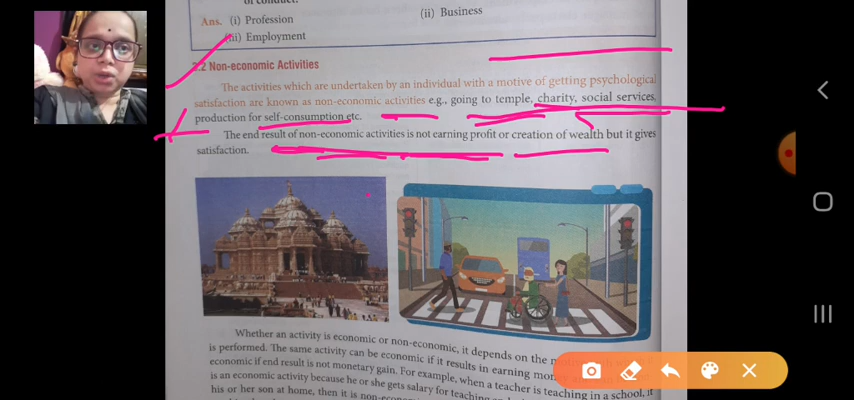 of conduct.
Ans. (i) Profession (ii) Business
(iii) Employment
2.2 Non-economic Activities
The activities which are undertaken by an individual with a motive of getting psychological
satisfaction are known as non-economic activities e.g., going to temple, charity, social services,
production for self-consumption etc.
The end result of non-economic activities is not earning profit or creation of wealth but it gives
satisfaction.
Whether an activity is economic or non-economic, it depends on the
is performed. The same activity can be economic if it results in earning money
economic if end result is not monetary gain. For example, when a teacher is teaching in a school, it
is an economic activity because he or she gets salary for teaching
his or her son at home, then it is